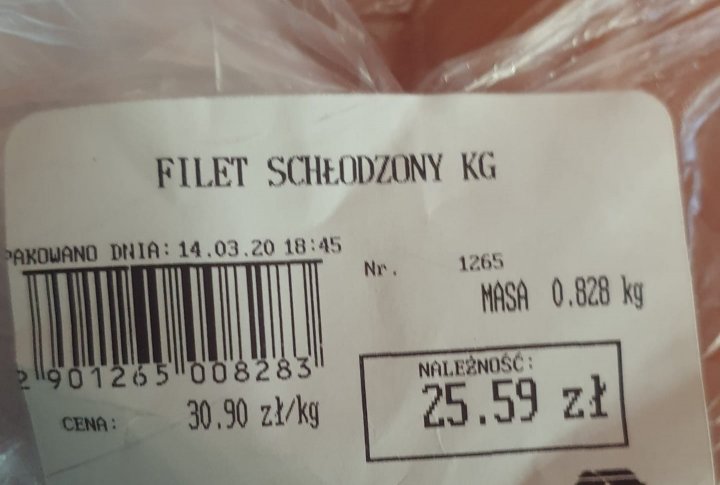 FILET SCHŁODZONY KG
PAKOWANO DNIA: 14.03.20 18:45
Nr. 1265
MASA 0.828 kg
2 901265 008283
NALEŻNOŚĆ:
25.59 zł
CENA: 30.90 zł/kg